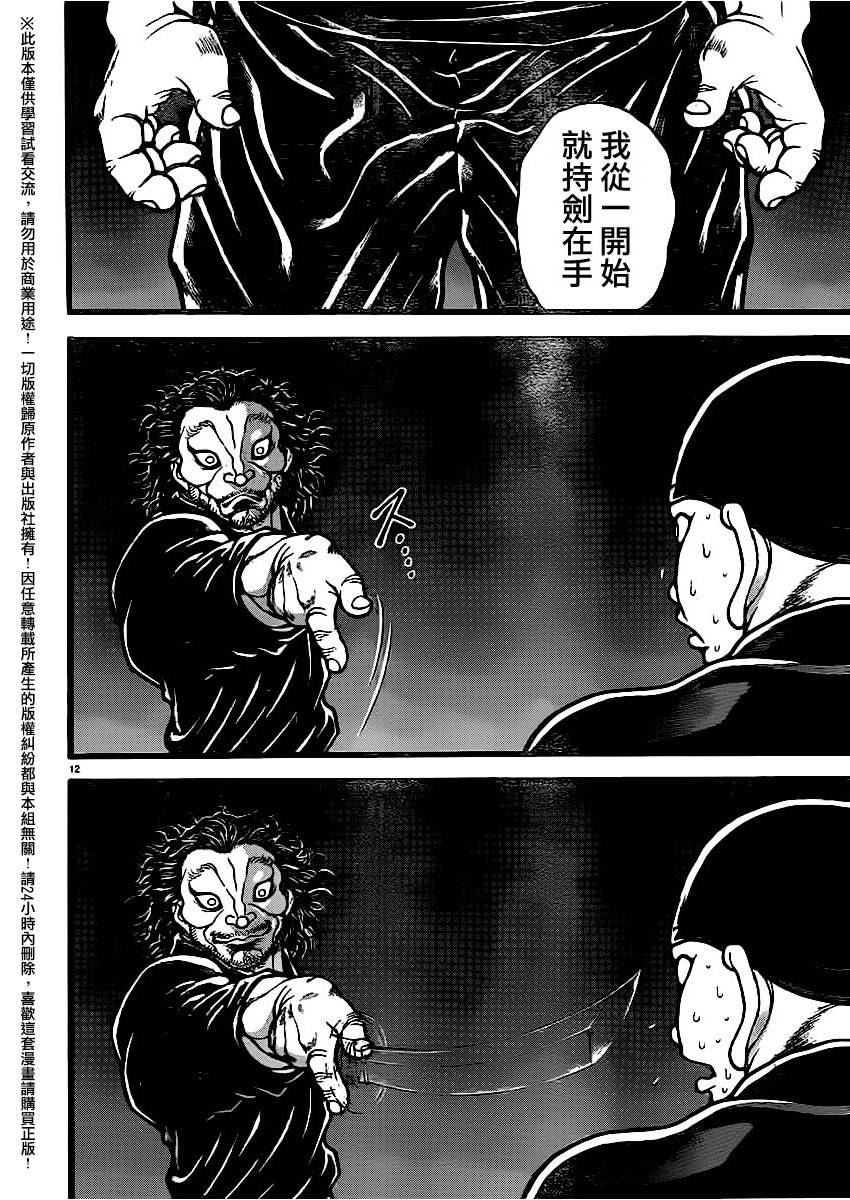 ※此版本僅供學習試看交流，請勿用於商業用途！一切版權歸原作者與出版社擁有！因任意轉載所產生的版權糾紛都與本組無關！請24小時內刪除，喜歡這套漫畫請購買正版！
我從一開始
就持劍在手
ス…
12